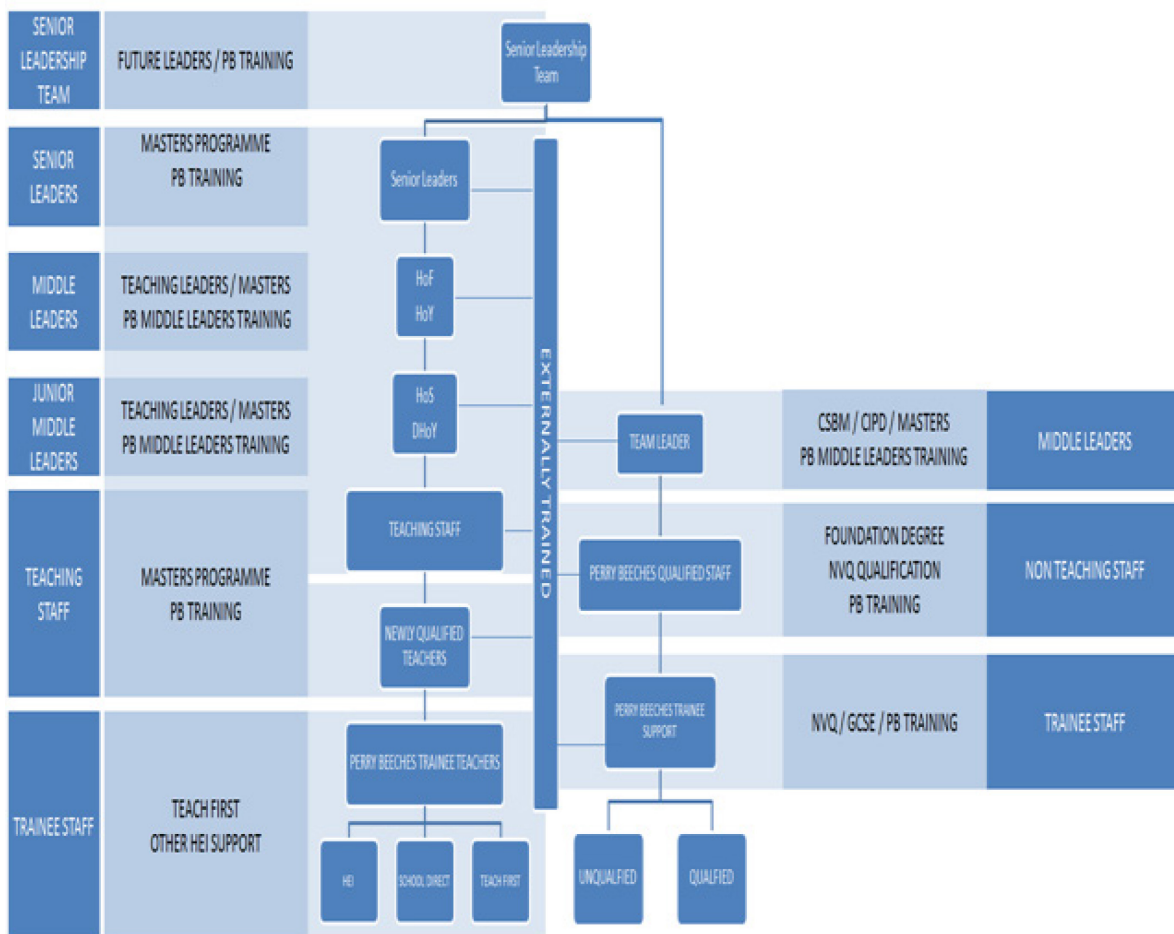 SENIOR
LEADERSHIP
TEAM
FUTURE LEADERS / PB TRAINING
Senior Leadership
Team
SENIOR
LEADERS
MASTERS PROGRAMME
PB TRAINING
Senior Leaders
MIDDLE
LEADERS
TEACHING LEADERS / MASTERS
PB MIDDLE LEADERS TRAINING
HoF
HoY
JUNIOR
MIDDLE
LEADERS
TEACHING LEADERS / MASTERS
PB MIDDLE LEADERS TRAINING
HoS
DHoY
EXTERNALLY TRAINED
TEAM LEADER
CSBM / CIPD / MASTERS
PB MIDDLE LEADERS TRAINING
MIDDLE LEADERS
TEACHING
STAFF
MASTERS PROGRAMME
PB TRAINING
TEACHING STAFF
NEWLY QUALIFIED
TEACHERS
PERRY BEECHES QUALIFIED STAFF
FOUNDATION DEGREE
NVQ QUALIFICATION
PB TRAINING
NON TEACHING STAFF
PERRY BEECHES TRAINEE
SUPPORT
NVQ / GCSE / PB TRAINING
TRAINEE STAFF
TRAINEE STAFF
TEACH FIRST
OTHER HEI SUPPORT
PERRY BEECHES TRAINEE TEACHERS
HEI
SCHOOL DIRECT
TEACH FIRST
UNQUALFIED
QUALFIED